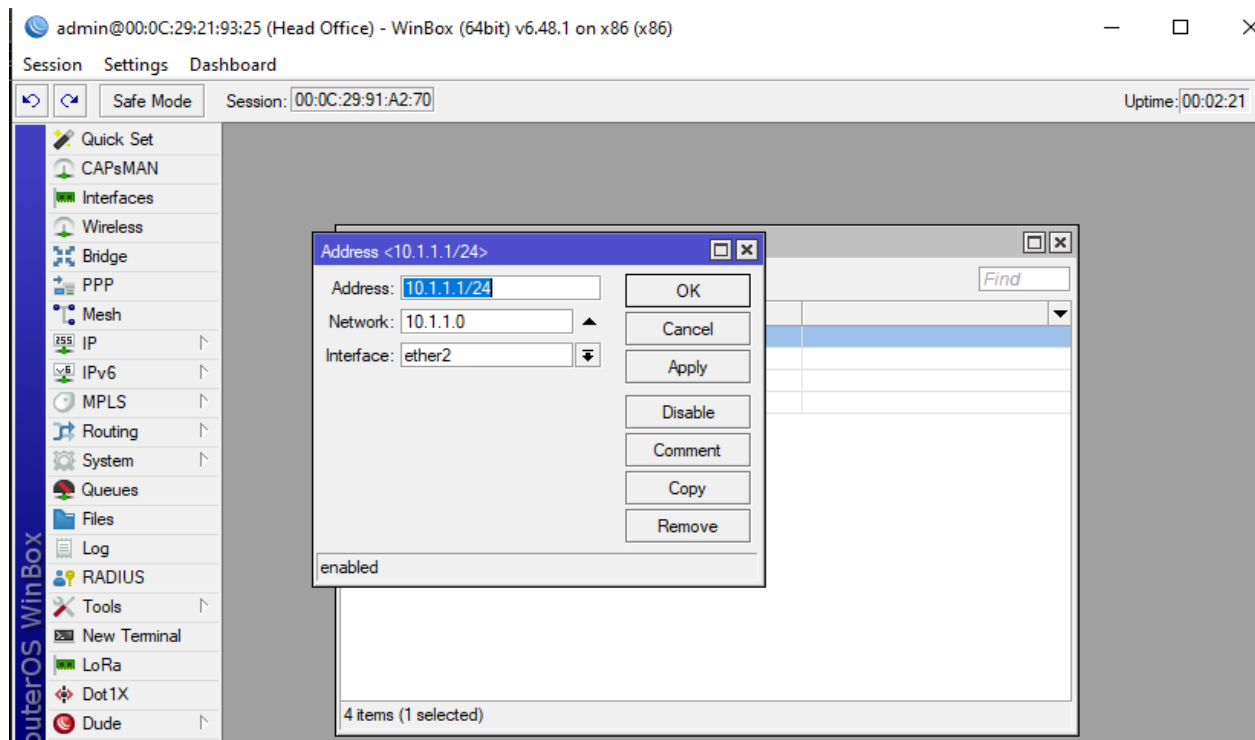 admin@00:0C:29:21:93:25 (Head Office) - WinBox (64bit) v6.48.1 on x86 (x86)
Session Settings Dashboard
Safe Mode Session: 00:0C:29:91:A2:70 Uptime: 00:02:21
Quick Set
CAPsMAN
Interfaces
Wireless
Bridge
PPP
Mesh
IP
IPv6
MPLS
Routing
System
Queues
Files
Log
RADIUS
Tools
New Terminal
LoRa
Dot1X
Dude
uterOS WinBox
Address <10.1.1.1/24>
Address: 10.1.1.1/24
Network: 10.1.1.0
Interface: ether2
OK
Cancel
Apply
Disable
Comment
Copy
Remove
enabled
Find
4 items (1 selected)